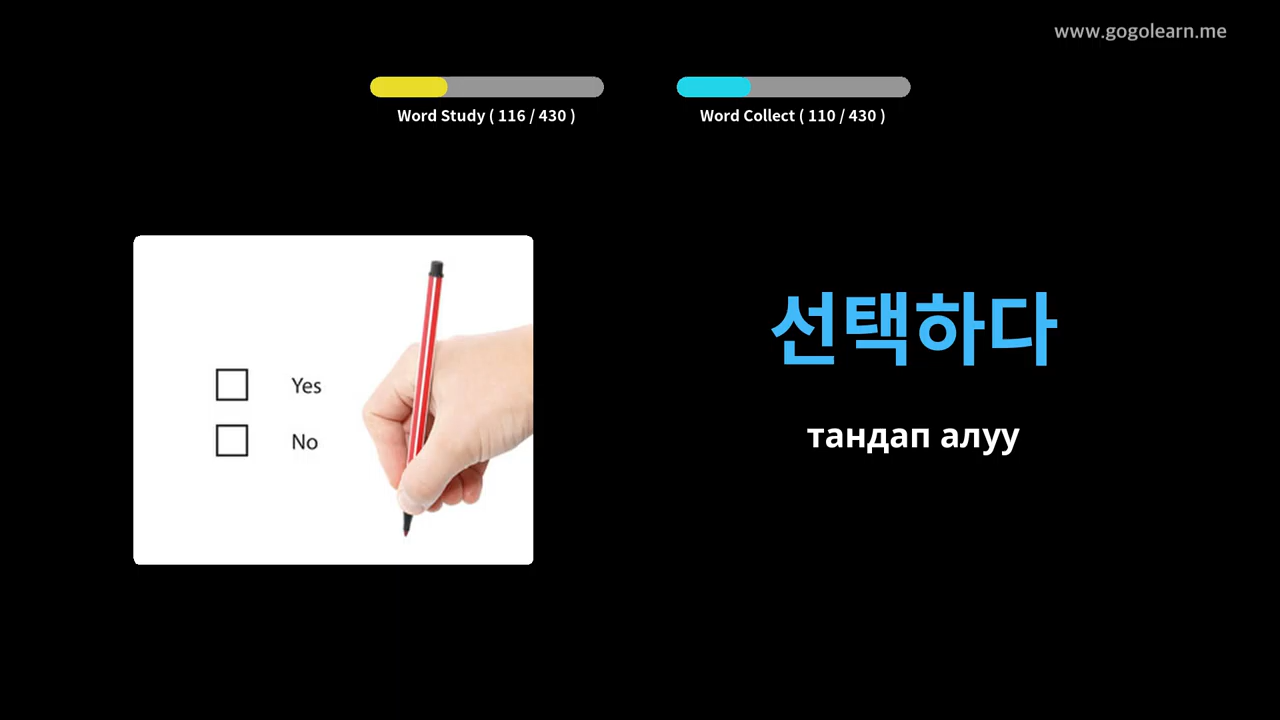 www.gogolearn.me
Word Study ( 116 / 430 )
Word Collect ( 110 / 430 )
Yes
No
선택하다
тандап алуу